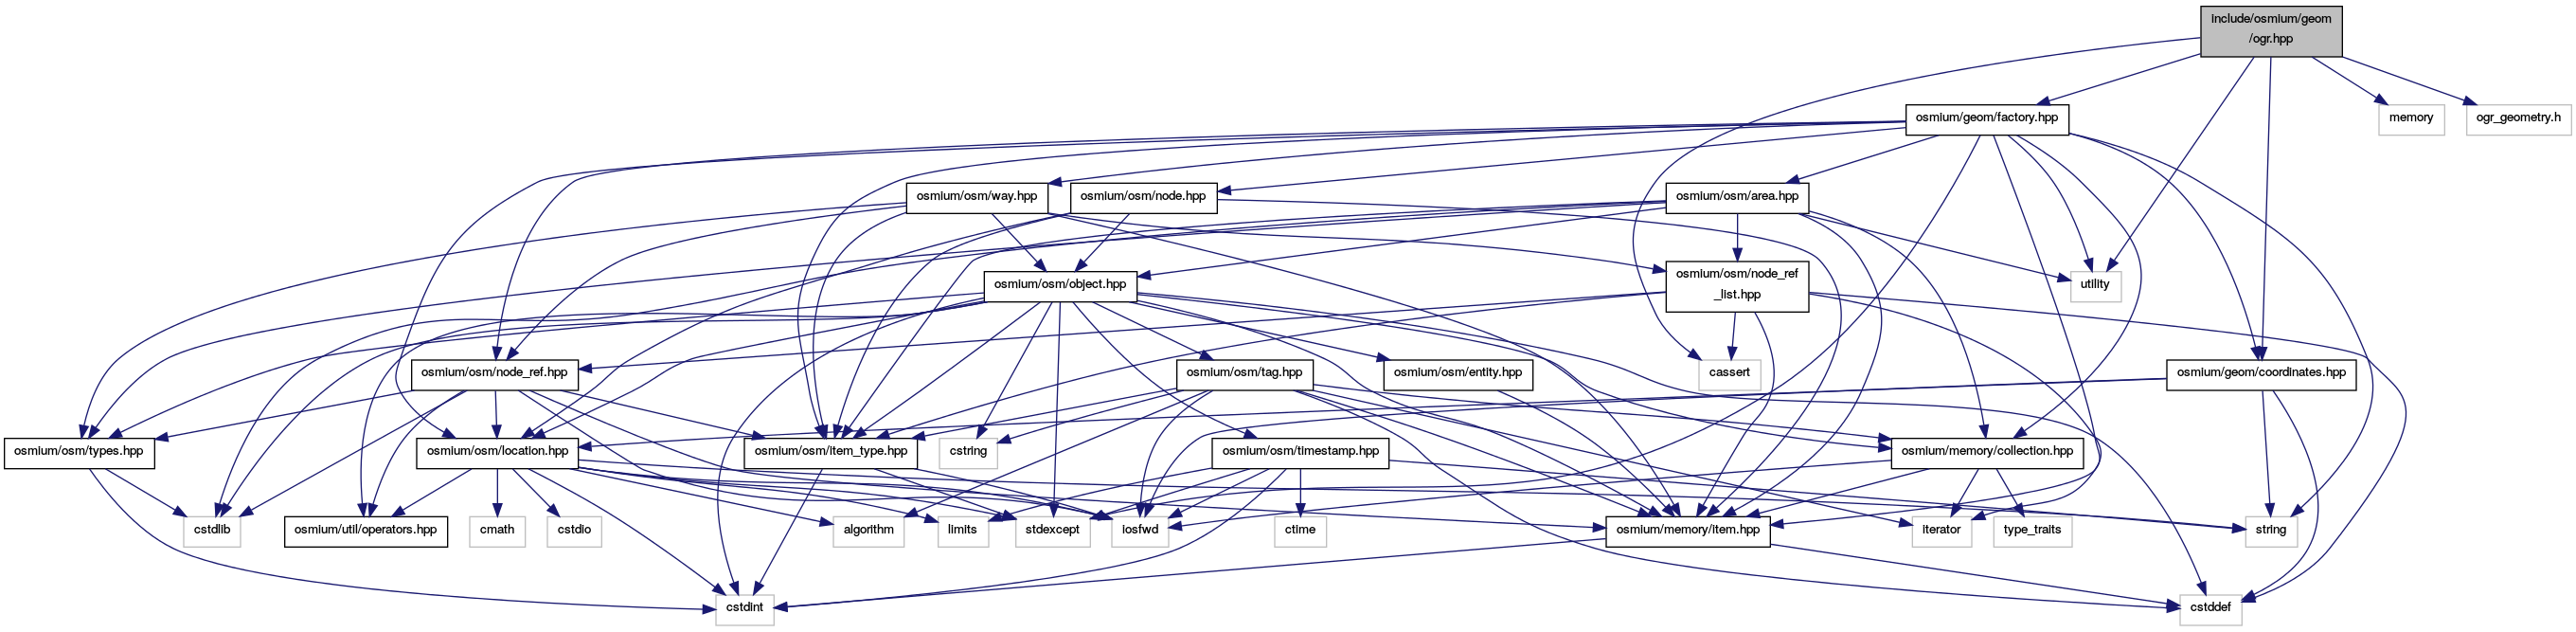 include/osmium/geom
/ogr.hpp
osmium/geom/factory.hpp
memory
ogr_geometry.h
osmium/osm/way.hpp
osmium/osm/node.hpp
osmium/osm/area.hpp
osmium/osm/object.hpp
osmium/osm/node_ref
_list.hpp
utility
osmium/osm/node_ref.hpp
osmium/osm/tag.hpp
osmium/osm/entity.hpp
cassert
osmium/geom/coordinates.hpp
osmium/osm/types.hpp
osmium/osm/location.hpp
osmium/osm/item_type.hpp
cstring
osmium/osm/timestamp.hpp
osmium/memory/collection.hpp
cstdlib
osmium/util/operators.hpp
cmath
cstdio
algorithm
limits
stdexcept
iosfwd
ctime
osmium/memory/item.hpp
iterator
type_traits
string
cstdint
cstddef